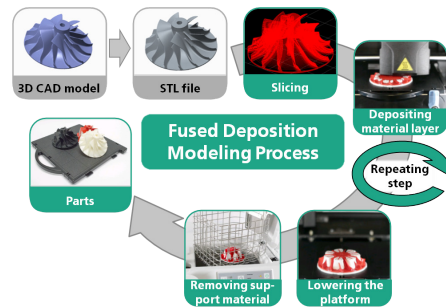 3D CAD model
STL file
Slicing
Depositing
material layer
Fused Deposition
Modeling Process
Repeating
step
Parts
Removing sup-
port material
Lowering the
platform